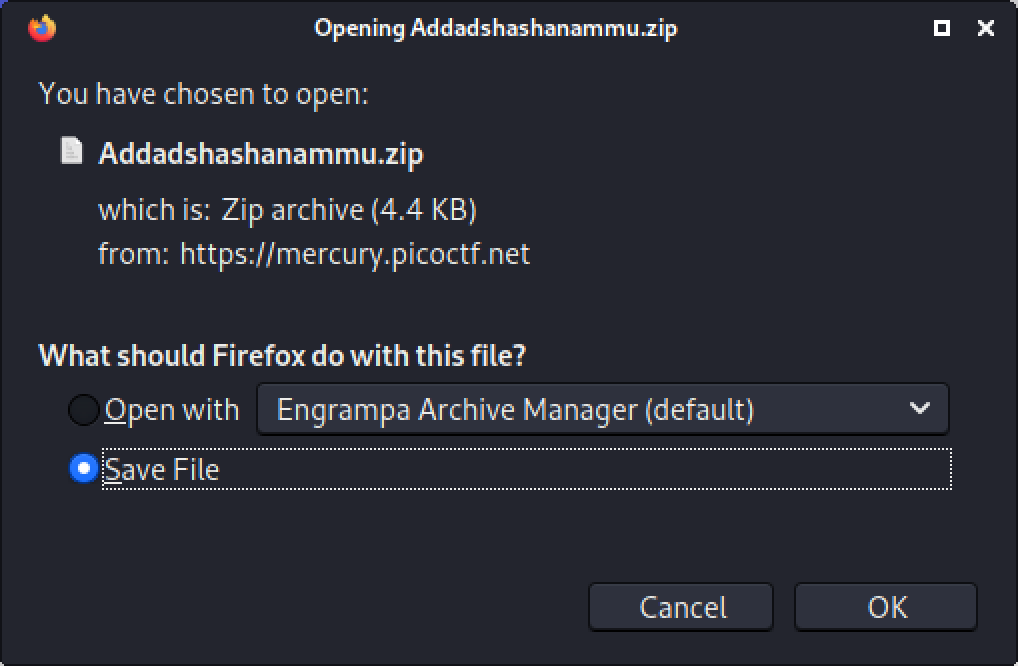 Opening Addadshashanammu.zip
You have chosen to open:
Addadshashanammu.zip
which is: Zip archive (4.4 KB)
from: https://mercury.picoctf.net
What should Firefox do with this file?
Open with Engrampa Archive Manager (default)
Save File
Cancel OK